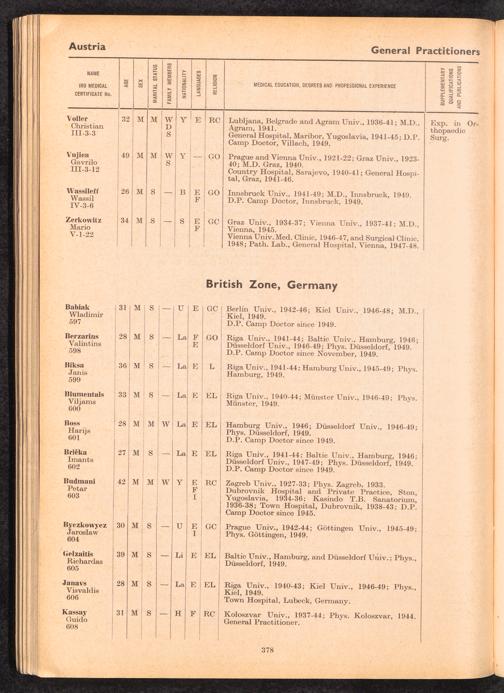 Austria
General Practitioners
NAME
IRO MEDICAL
CERTIFICATE No.
AGE
SEX
MARITAL STATUS
FAMILY MEMBERS
NATIONALITY
LANGUAGES
RELIGION
MEDICAL EDUCATION, DEGREES AND PROFESSIONAL EXPERIENCE
SUPPLEMENTARY
QUALIFICATIONS
AND PUBLICATIONS
Voller 32 M M W Y E RC Lubljana, Belgrade and Agram Univ., 1936-41; M.D., Exp. in Or-
Christian D Agram, 1941. thopaedic
III-3-3 S General Hospital, Maribor, Yugoslavia, 1941-45; D.P. Surg.
Camp Doctor, Villach, 1949.
Vujien 49 M M W Y — GO Prague and Vienna Univ., 1921-22; Graz Univ., 1923-
Gavrilo S 40; M.D. Graz, 1940.
III-3-12 Country Hospital, Sarajevo, 1940-41; General Hospi-
tal, Graz, 1941-46.
Wassileff 26 M S — B E GO Innsbruck Univ., 1941-49; M.D., Innsbruck, 1949.
Wassil F D.P. Camp Doctor, Innsbruck, 1949.
IV-3-6
Zerkowitz 34 M S — S E GC Graz Univ., 1934-37; Vienna Univ., 1937-41; M.D.,
Mario F Vienna, 1945.
V-1-22 Vienna Univ. Med. Clinic, 1946-47, and Surgical Clinic,
1948; Path. Lab., General Hospital, Vienna, 1947-48.
British Zone, Germany
Babiak 31 M S — U E GC Berlin Univ., 1942-46; Kiel Univ., 1946-48; M.D.,
Wladimir Kiel, 1949.
597 D.P. Camp Doctor since 1949.
Berzarins 28 M S — La F GO Riga Univ., 1941-44; Baltic Univ., Hamburg, 1946;
Valintins E Düsseldorf Univ., 1946-49; Phys. Düsseldorf, 1949.
598 D.P. Camp Doctor since November, 1949.
Biksa 36 M S — La E L Riga Univ., 1941-44; Hamburg Univ., 1945-49; Phys.
Janis Hamburg, 1949.
599
Blumentals 33 M S — La E EL Riga Univ., 1940-44; Münster Univ., 1946-49; Phys.
Viljams Münster, 1949.
600
Boss 28 M M W La E EL Hamburg Univ., 1946; Düsseldorf Univ., 1946-49;
Harijs Phys. Düsseldorf, 1949.
601 D.P. Camp Doctor since 1949.
Brička 27 M S — La E EL Riga Univ., 1941-44; Baltic Univ., Hamburg, 1946;
Imants Düsseldorf Univ., 1947-49; Phys. Düsseldorf, 1949.
602 D.P. Camp Doctor since 1949.
Budmani 42 M M W Y E RC Zagreb Univ., 1927-33; Phys. Zagreb, 1933.
Petar F Dubrovnik Hospital and Private Practice, Ston,
603 I Yugoslavia, 1934-36; Kasindo T.B. Sanatorium,
1936-38; Town Hospital, Dubrovnik, 1938-43; D.P.
Camp Doctor since 1945.
Byezkowyez 30 M S — U E GC Prague Univ., 1942-44; Göttingen Univ., 1945-49;
Jaroslaw I Phys. Göttingen, 1949.
604
Gelzaitis 39 M S — Li E EL Baltic Univ., Hamburg, and Düsseldorf Univ.; Phys.,
Richardas Düsseldorf, 1949.
605
Janavs 28 M S — La E EL Riga Univ., 1940-43; Kiel Univ., 1946-49; Phys.,
Visvaldis Kiel, 1949.
606 Town Hospital, Lubeck, Germany.
Kassay 31 M S — H F RC Koloszvar Univ., 1937-44; Phys. Koloszvar, 1944.
Guido General Practitioner.
608
378